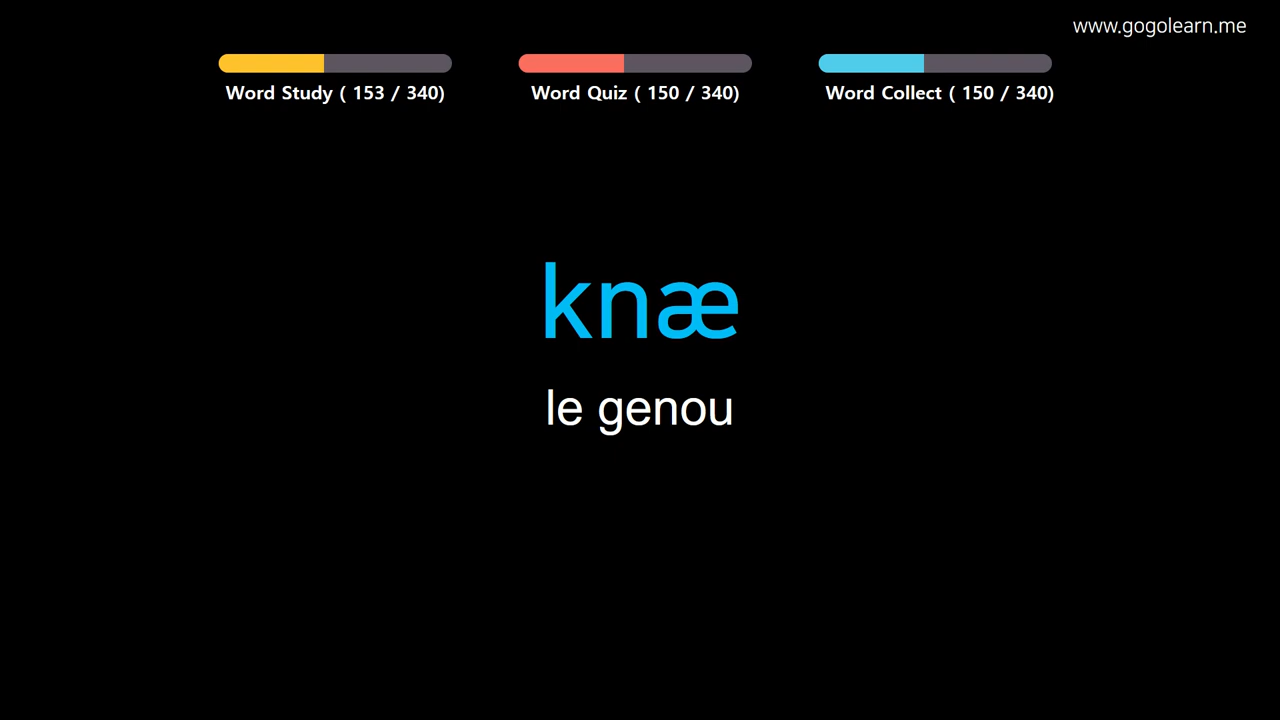 www.gogolearn.me
Word Study ( 153 / 340)
Word Quiz ( 150 / 340)
Word Collect ( 150 / 340)
knæ
le genou